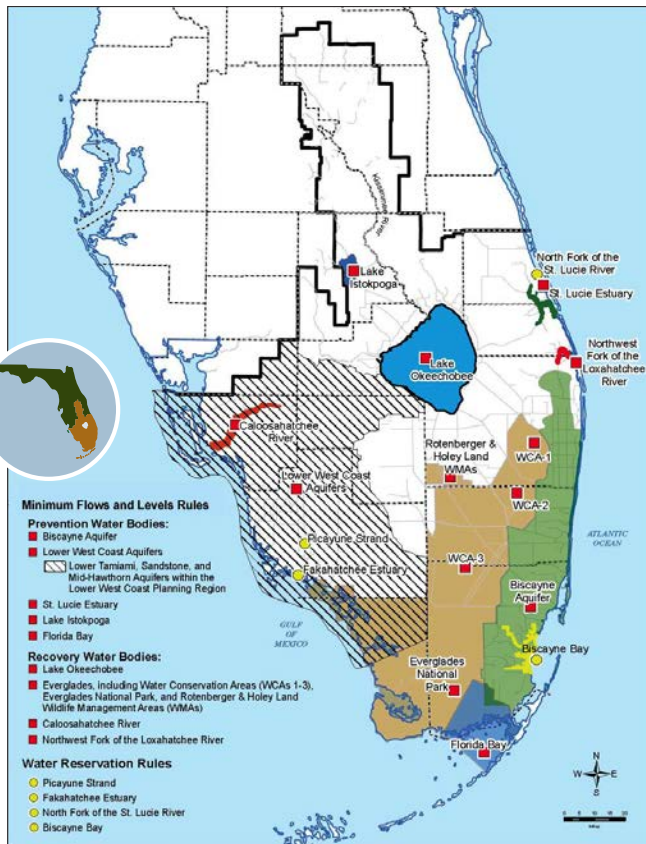 Kissimmee River
North Fork of the
St. Lucie River
Lake
Istokpoga
St. Lucie Estuary
Northwest
Fork of the
Loxahatchee
River
Lake
Okeechobee
Caloosahatchee
River
Rotenberger &
Holey Land
WMAs
WCA-1
Lower West Coast
Aquifers
WCA-2
ATLANTIC
OCEAN
Picayune Strand
WCA-3
Fakahatchee Estuary
Biscayne
Aquifer
GULF
OF
MEXICO
Biscayne Bay
Everglades
National
Park
Florida Bay
Minimum Flows and Levels Rules
Prevention Water Bodies:
Biscayne Aquifer
Lower West Coast Aquifers
Lower Tamiami, Sandstone, and
Mid-Hawthorn Aquifers within the
Lower West Coast Planning Region
St. Lucie Estuary
Lake Istokpoga
Florida Bay
Recovery Water Bodies:
Lake Okeechobee
Everglades, including Water Conservation Areas (WCAs 1-3),
Everglades National Park, and Rotenberger & Holey Land
Wildlife Management Areas (WMAs)
Caloosahatchee River
Northwest Fork of the Loxahatchee River
Water Reservation Rules
Picayune Strand
Fakahatchee Estuary
North Fork of the St. Lucie River
Biscayne Bay
N
W E
S